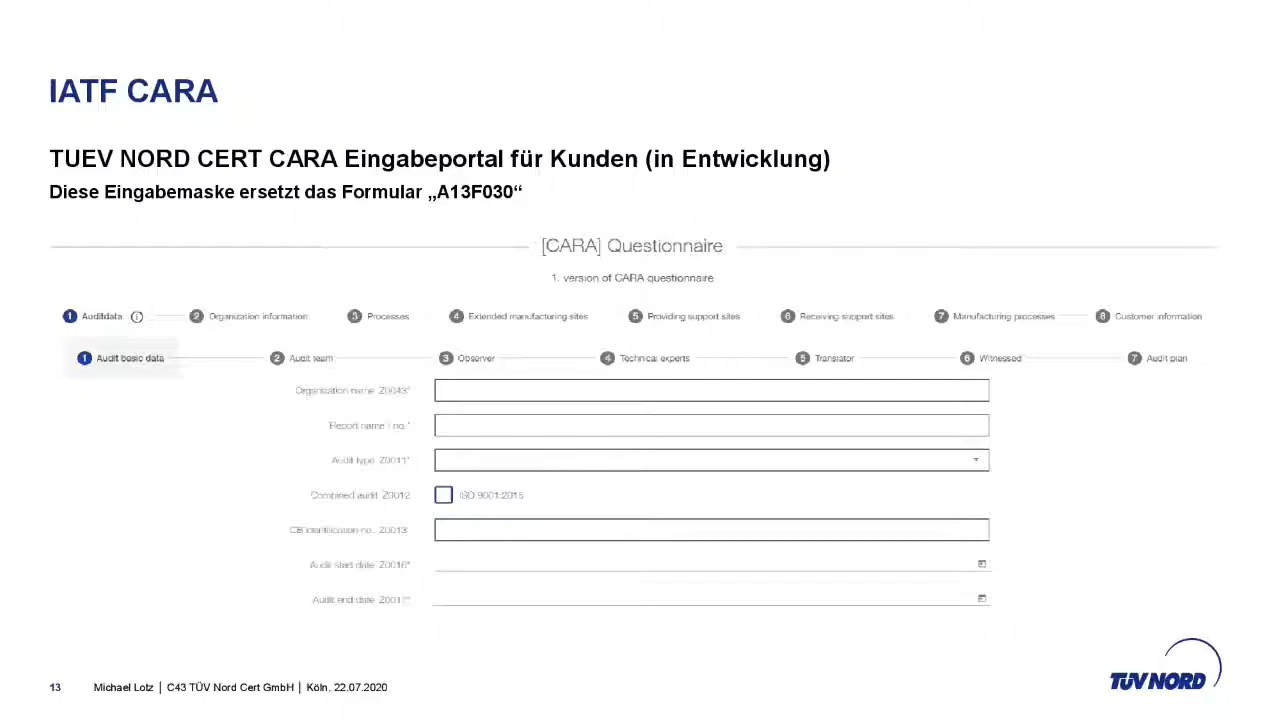 IATF CARA
TUEV NORD CERT CARA Eingabeportal für Kunden (in Entwicklung)
Diese Eingabemaske ersetzt das Formular „A13F030“
[CARA] Questionnaire
1. version of CARA questionnaire
1 Auditdata 2 Organization information 3 Processes 4 Extended manufacturing sites 5 Providing support sites 6 Receiving support sites 7 Manufacturing processes 8 Customer information
1 Audit basic data 2 Audit team 3 Observer 4 Technical experts 5 Translator 6 Witnessed 7 Audit plan
Organization name Z0043*
Report name / no.*
Audit type Z0011*
Combined audit Z0012 ISO 9001:2015
CB identification no. Z0013
Audit start date Z0016*
Audit end date
13 Michael Lotz | C43 TÜV Nord Cert GmbH | Köln, 22.07.2020
TÜV NORD